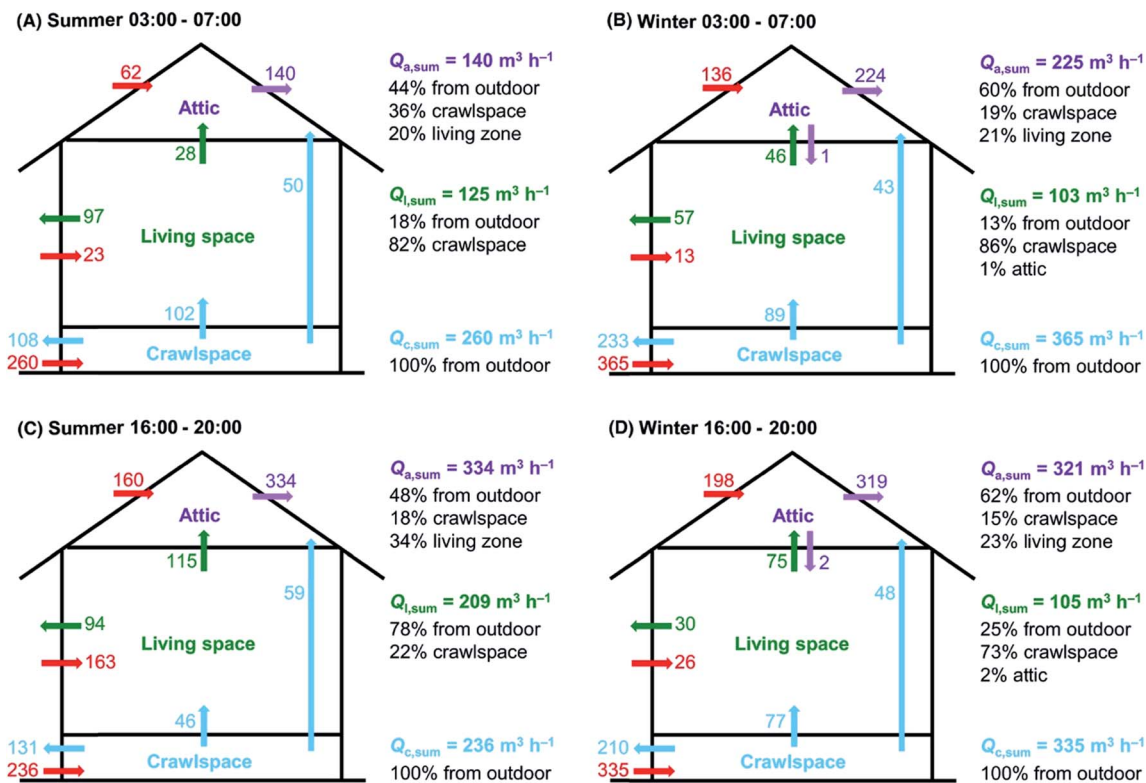 (A) Summer 03:00 - 07:00
62
140
Attic
28
50
97
Living space
23
102
108
Crawlspace
260
Qa,sum = 140 m³ h⁻¹
44% from outdoor
36% crawlspace
20% living zone
Ql,sum = 125 m³ h⁻¹
18% from outdoor
82% crawlspace
Qc,sum = 260 m³ h⁻¹
100% from outdoor
(B) Winter 03:00 - 07:00
136
224
Attic
46
1
43
57
Living space
13
89
233
Crawlspace
365
Qa,sum = 225 m³ h⁻¹
60% from outdoor
19% crawlspace
21% living zone
Ql,sum = 103 m³ h⁻¹
13% from outdoor
86% crawlspace
1% attic
Qc,sum = 365 m³ h⁻¹
100% from outdoor
(C) Summer 16:00 - 20:00
160
334
Attic
115
59
94
Living space
163
46
131
Crawlspace
236
Qa,sum = 334 m³ h⁻¹
48% from outdoor
18% crawlspace
34% living zone
Ql,sum = 209 m³ h⁻¹
78% from outdoor
22% crawlspace
Qc,sum = 236 m³ h⁻¹
100% from outdoor
(D) Winter 16:00 - 20:00
198
319
Attic
75
2
48
30
Living space
26
77
210
Crawlspace
335
Qa,sum = 321 m³ h⁻¹
62% from outdoor
15% crawlspace
23% living zone
Ql,sum = 105 m³ h⁻¹
25% from outdoor
73% crawlspace
2% attic
Qc,sum = 335 m³ h⁻¹
100% from outdoor